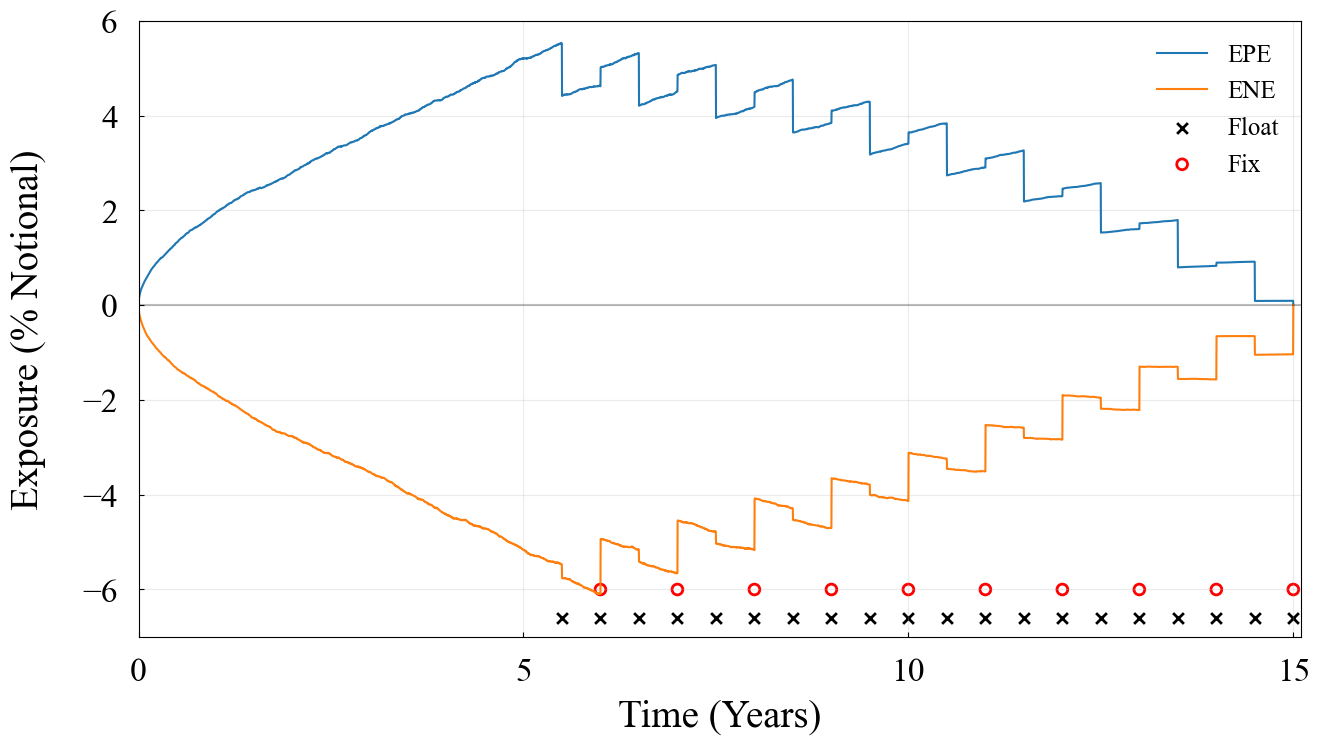 6
4
2
0
−2
−4
−6
Exposure (% Notional)
EPE
ENE
Float
Fix
0
5
10
15
Time (Years)